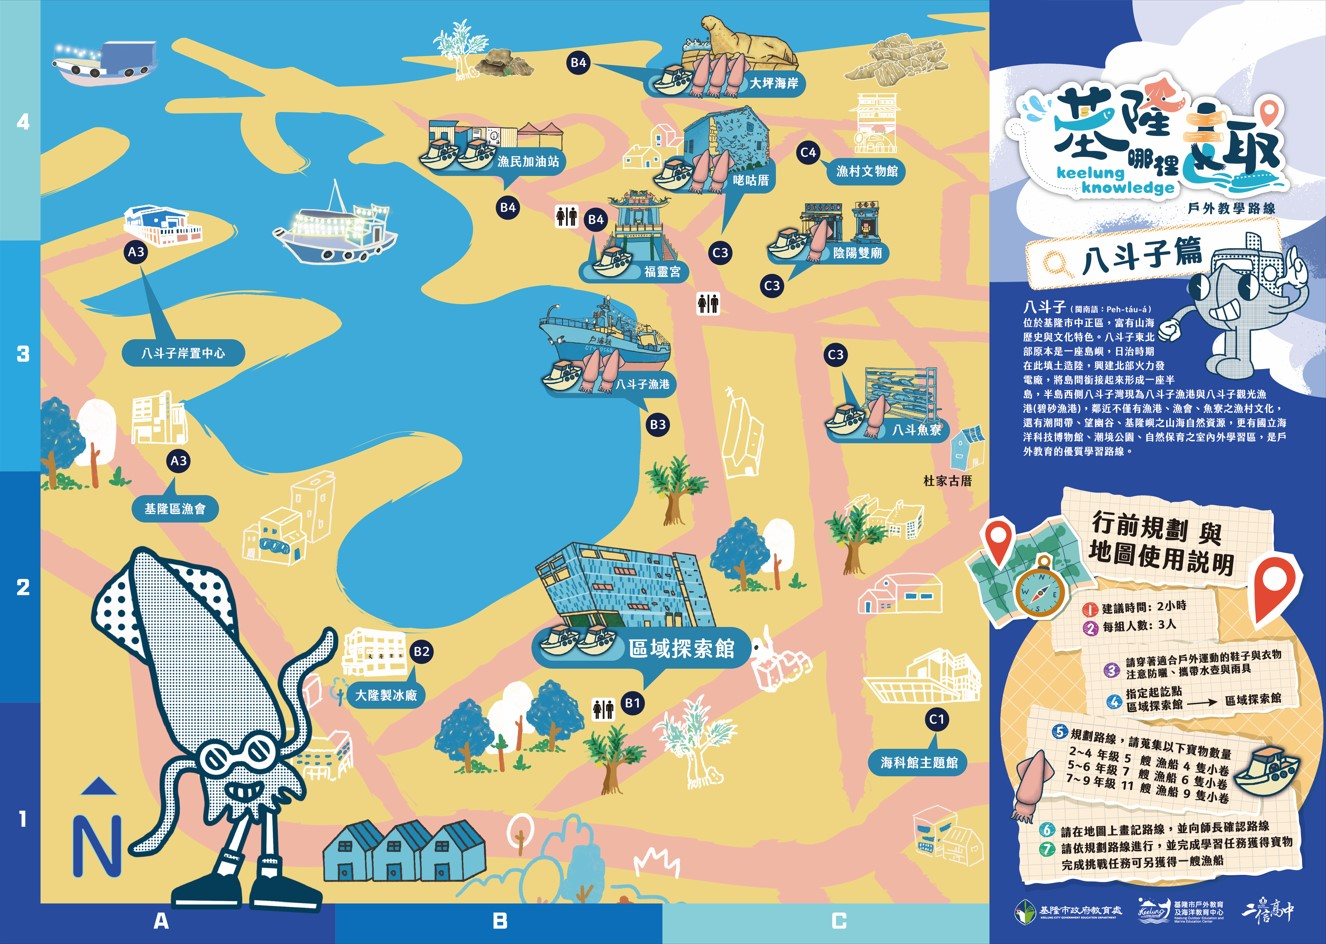 4
3
2
1
A
B
C
N
B4
大坪海岸
漁民加油站
B4
咾咕厝
C3
C4
漁村文物館
B4
福靈宮
陰陽雙廟
C3
A3
八斗子岸置中心
八斗子漁港
B3
C3
八斗魚寮
杜家古厝
A3
基隆區漁會
區域探索館
B1
B2
大隆製冰廠
C1
海科館主題館
基隆哪裡趣
keelung
knowledge
戶外教學路線
八斗子篇
八斗子(閩南語:Peh-táu-á)
位於基隆市中正區,富有山海
歷史與文化特色。八斗子東北
部原本是一座島嶼,日治時期
在此填土造陸,興建北部火力發
電廠,將島間銜接起來形成一座半
島,半島西側八斗子灣現為八斗子漁港與八斗子觀光漁
港(碧砂漁港),鄰近不僅有漁港、漁會、魚寮之漁村文化,
還有潮間帶、望幽谷、基隆嶼之山海自然資源,更有國立海
洋科技博物館、潮境公園、自然保育之室內外學習區,是戶
外教育的優質學習路線。
行前規劃 與
地圖使用說明
1 建議時間: 2小時
2 每組人數: 3人
3 請穿著適合戶外運動的鞋子與衣物
注意防曬、攜帶水壺與雨具
4 指定起訖點
區域探索館 → 區域探索館
5 規劃路線,請蒐集以下寶物數量
2~4 年級 5 艘 漁船 4 隻小卷
5~6 年級 7 艘 漁船 6 隻小卷
7~9 年級 11 艘 漁船 9 隻小卷
6 請在地圖上畫記路線,並向師長確認路線
7 請依規劃路線進行,並完成學習任務獲得寶物
完成挑戰任務可另獲得一艘漁船
基隆市政府教育處
KEELUNG CITY GOVERNMENT EDUCATION DEPARTMENT
Keelung
基隆市戶外教育
及海洋教育中心
Keelung Outdoor Education and
Marine Education Center
二信高中